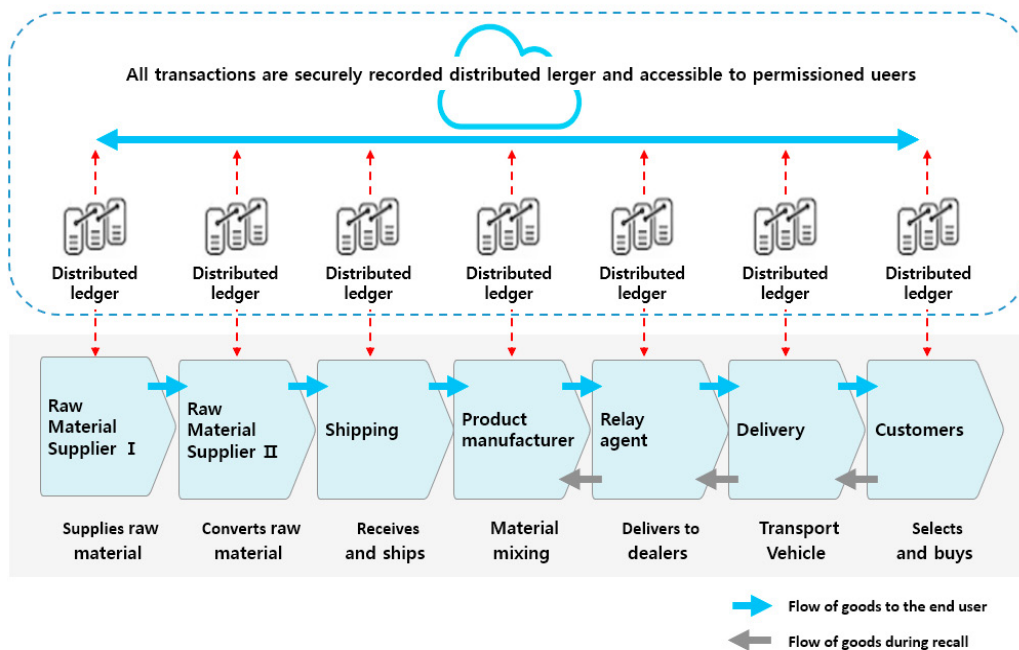 All transactions are securely recorded distributed lerger and accessible to permissioned ueers
Distributed
ledger
Distributed
ledger
Distributed
ledger
Distributed
ledger
Distributed
ledger
Distributed
ledger
Distributed
ledger
Raw
Material
Supplier Ⅰ
Raw
Material
Supplier Ⅱ
Shipping
Product
manufacturer
Relay
agent
Delivery
Customers
Supplies raw
material
Converts raw
material
Receives
and ships
Material
mixing
Delivers to
dealers
Transport
Vehicle
Selects
and buys
Flow of goods to the end user
Flow of goods during recall